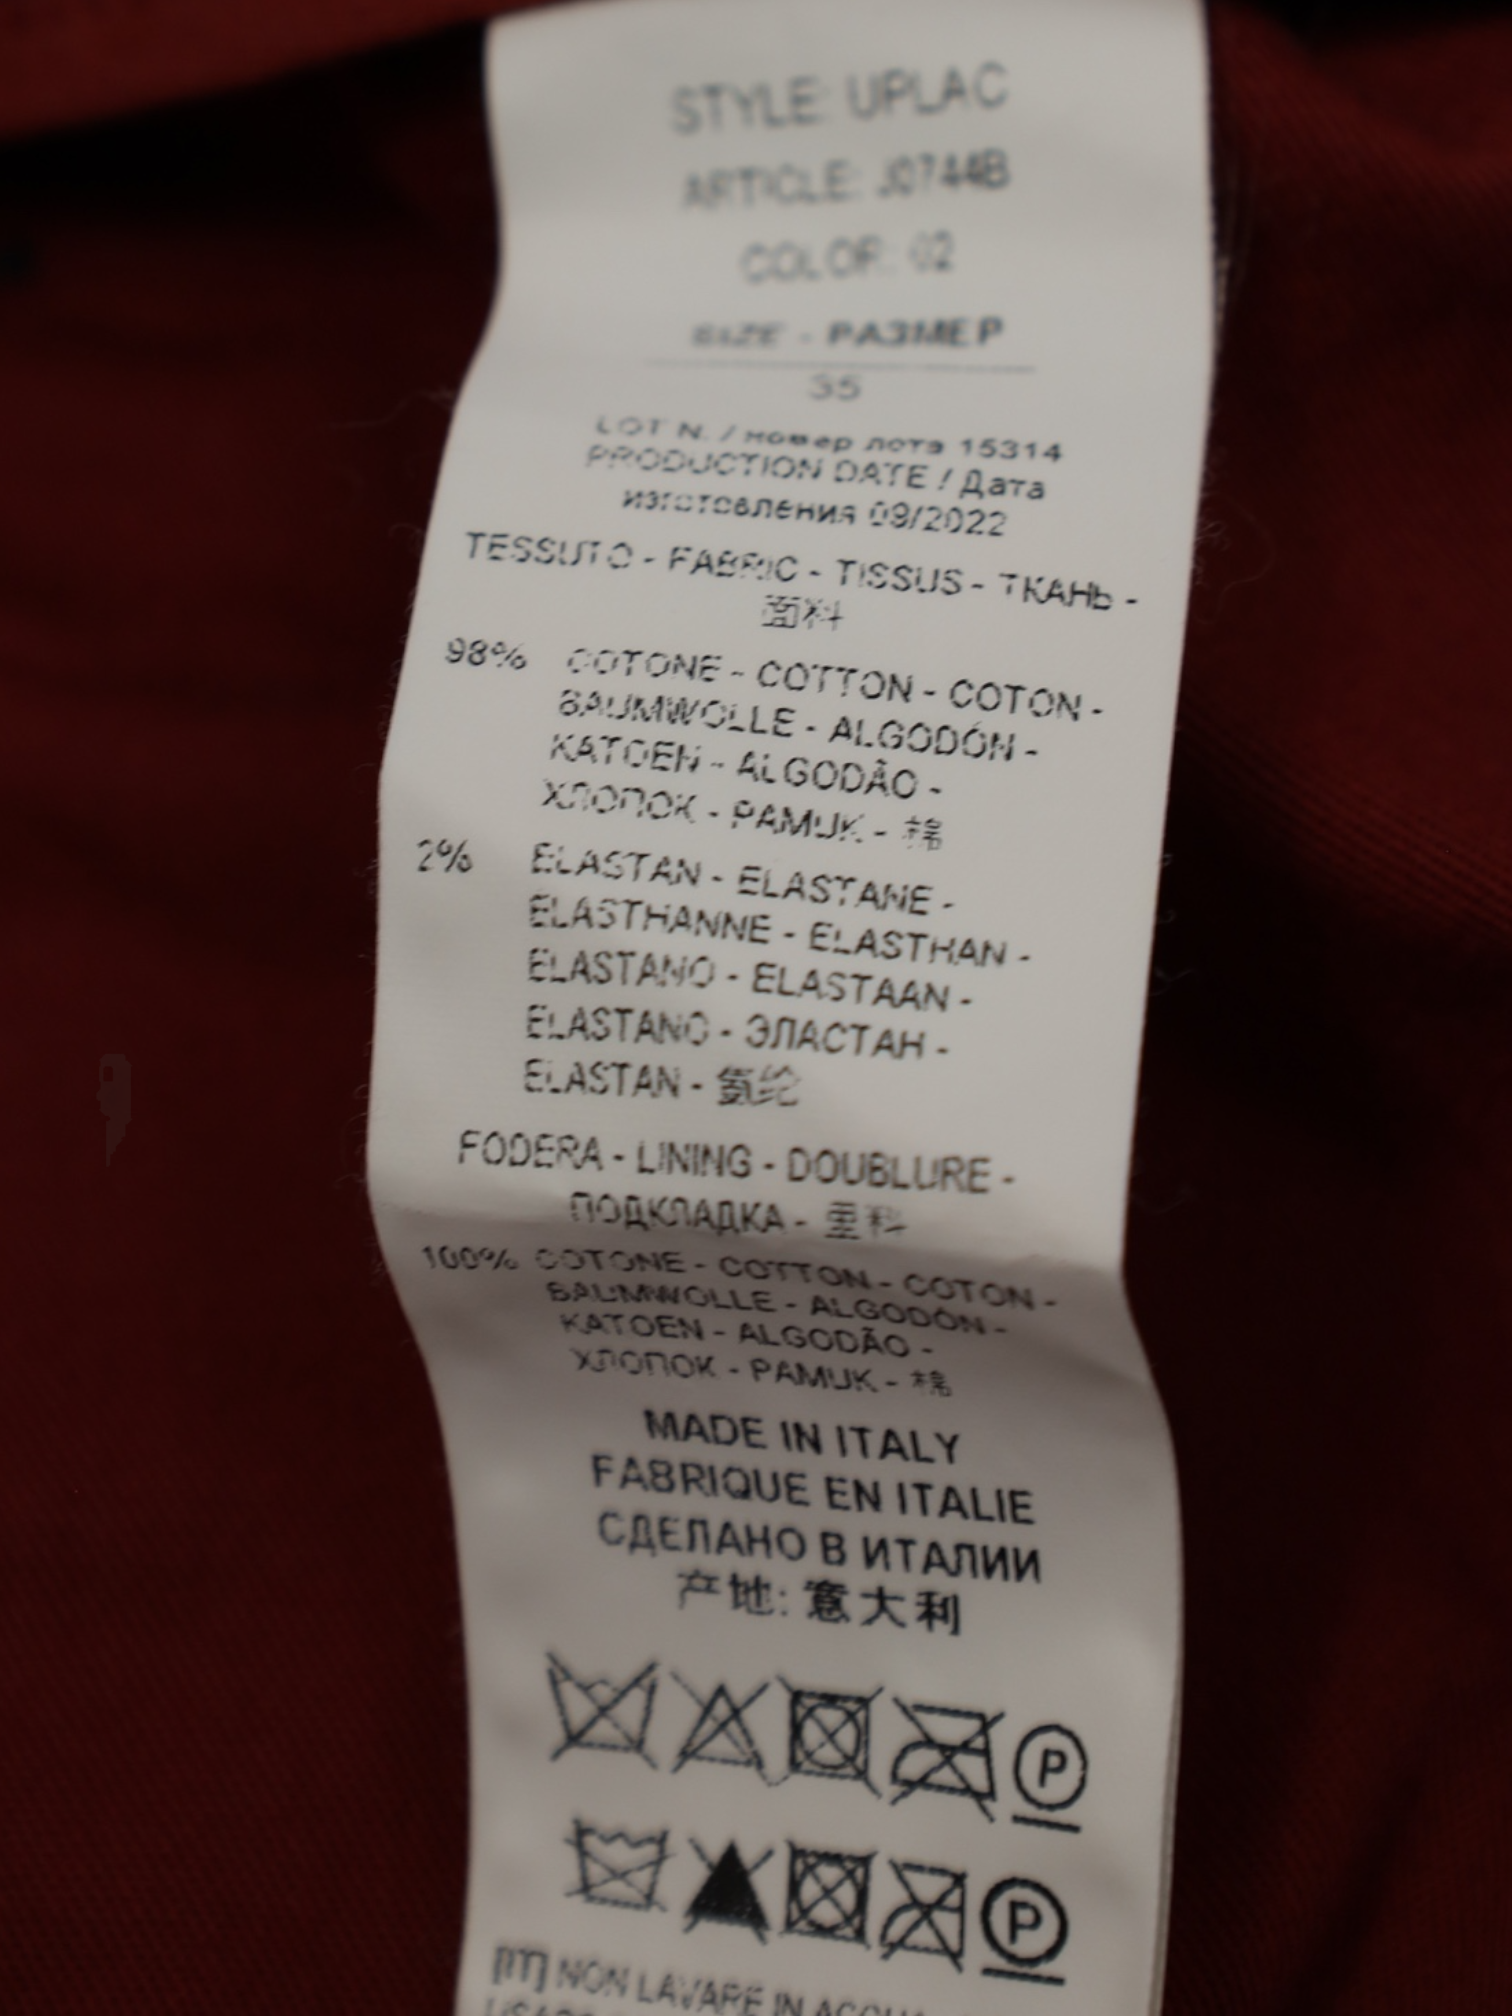 STYLE: UPLAC
ARTICLE: J0744B
COLOR: 02
SIZE - РАЗМЕР
35
LOT N. / номер лота 15314
PRODUCTION DATE / Дата
изготовления 09/2022
TESSUTO - FABRIC - TISSUS - ТКАНЬ -
面料
98% COTONE - COTTON - COTON -
BAUMWOLLE - ALGODÓN -
KATOEN - ALGODÃO -
ХЛОПОК - PAMUK - 棉
2% ELASTAN - ELASTANE -
ELASTHANNE - ELASTHAN -
ELASTANO - ELASTAAN -
ELASTANO - ЭЛАСТАН -
ELASTAN - 氨纶
FODERA - LINING - DOUBLURE -
ПОДКЛАДКА - 里料
100% COTONE - COTTON - COTON -
BAUMWOLLE - ALGODÓN -
KATOEN - ALGODÃO -
ХЛОПОК - PAMUK - 棉
MADE IN ITALY
FABRIQUE EN ITALIE
СДЕЛАНО В ИТАЛИИ
产地: 意大利
P
P
[IT] NON LAVARE IN ACQUA